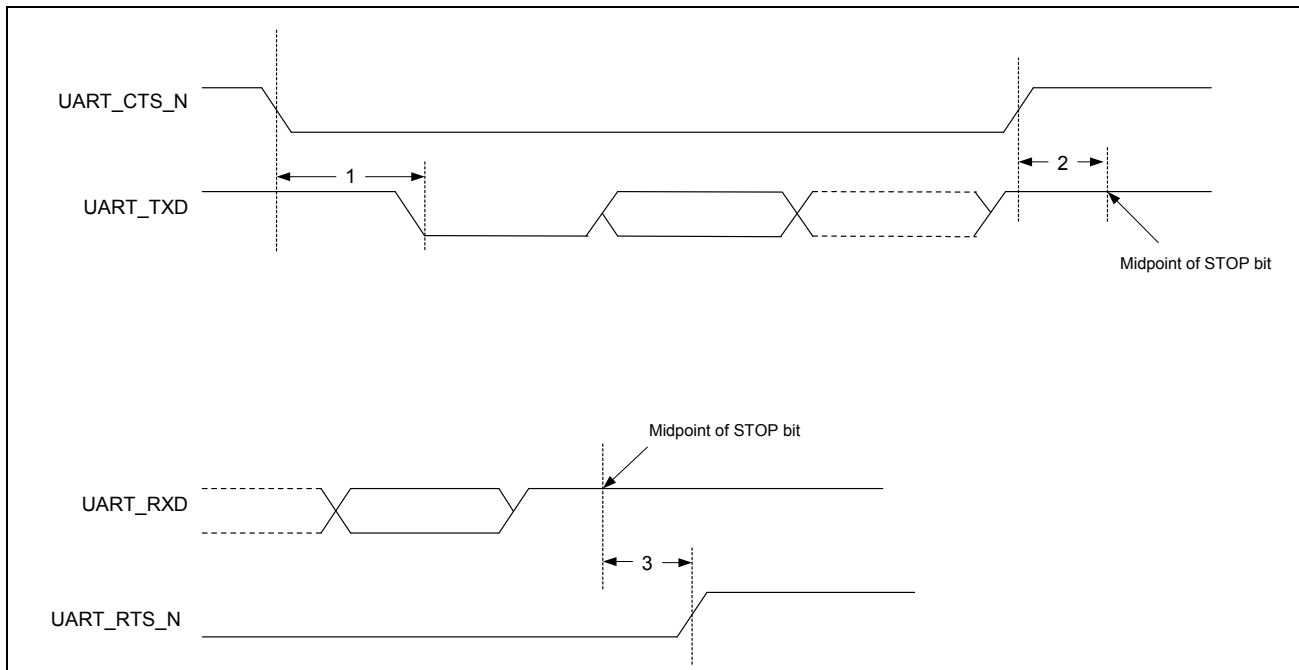 UART_CTS_N
1
2
UART_TXD
Midpoint of STOP bit
Midpoint of STOP bit
UART_RXD
3
UART_RTS_N